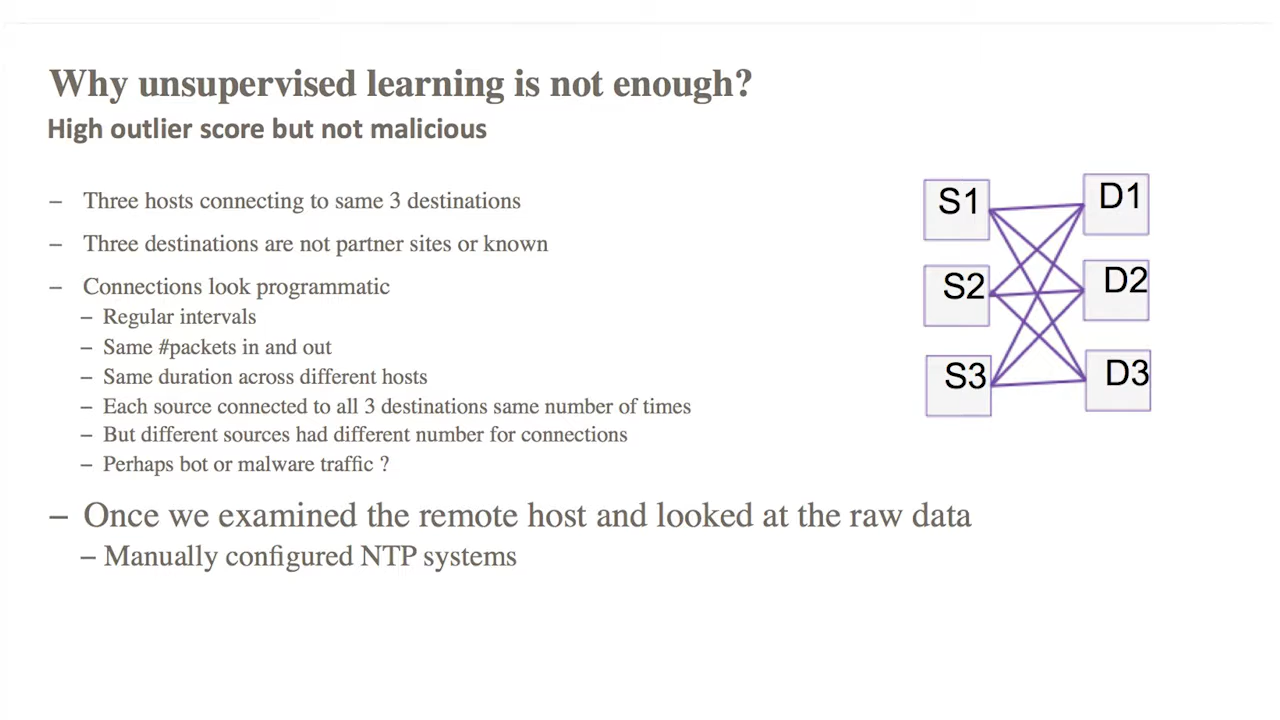 Why unsupervised learning is not enough?
High outlier score but not malicious
– Three hosts connecting to same 3 destinations
– Three destinations are not partner sites or known
– Connections look programmatic
– Regular intervals
– Same #packets in and out
– Same duration across different hosts
– Each source connected to all 3 destinations same number of times
– But different sources had different number for connections
– Perhaps bot or malware traffic ?
– Once we examined the remote host and looked at the raw data
– Manually configured NTP systems
S1 D1
S2 D2
S3 D3